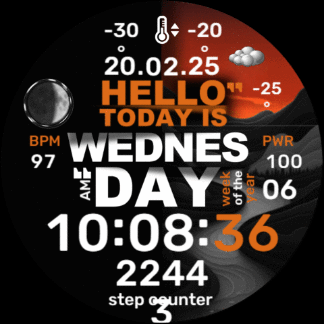 -30 -20
20.02.25
HELLO"
TODAY IS
-25
BPM
97
WEDNES
DAY
AM
week
of the
year
PWR
100
06
10:08:36
2244
step counter
3